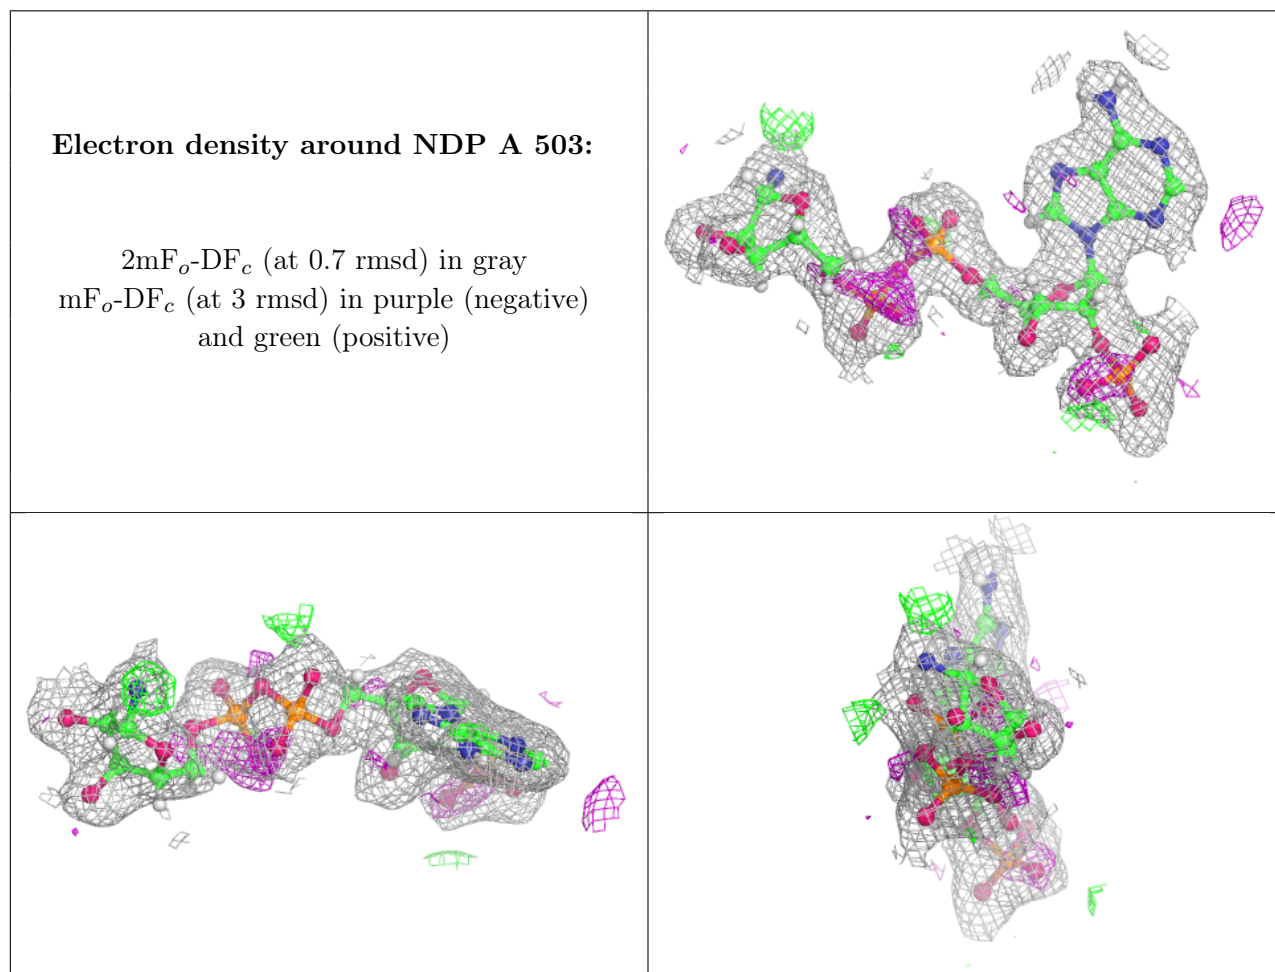 Electron density around NDP A 503:
2mFo-DFc (at 0.7 rmsd) in gray
mFo-DFc (at 3 rmsd) in purple (negative)
and green (positive)